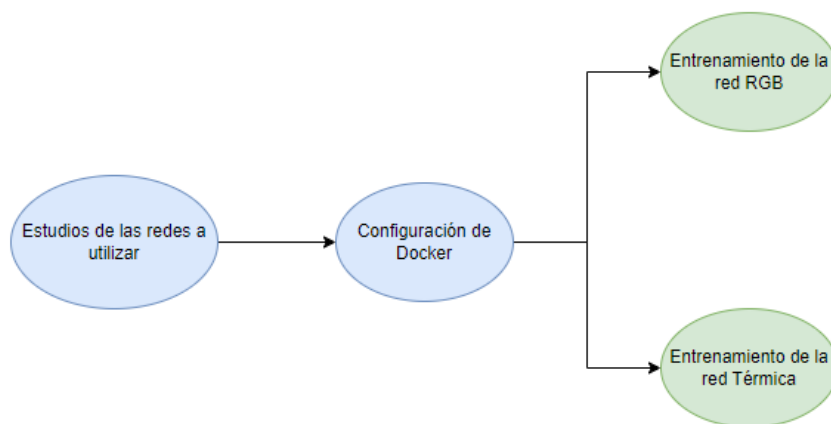 Entrenamiento de la
red RGB
Estudios de las redes a
utilizar
Configuración de
Docker
Entrenamiento de la
red Térmica